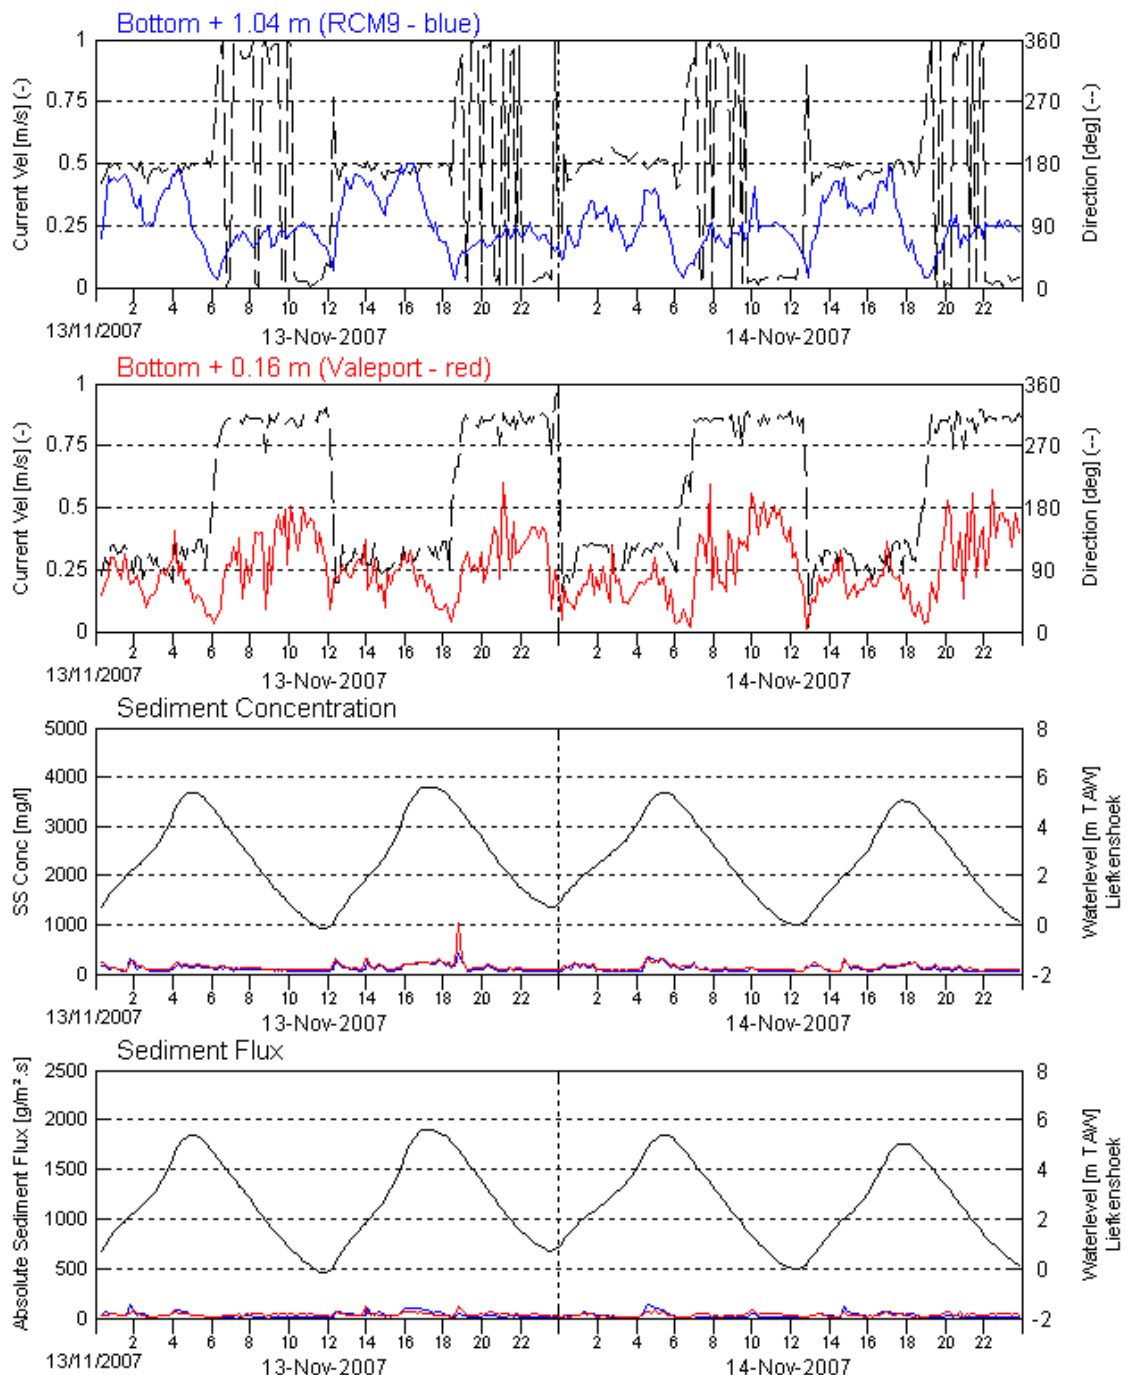 Bottom + 1.04 m (RCM9 - blue)
Current Vel [m/s] (-)
1
0.75
0.5
0.25
0
360
270
180
90
0
Direction [deg] (--)
2 4 6 8 10 12 14 16 18 20 22 2 4 6 8 10 12 14 16 18 20 22
13/11/2007 13-Nov-2007 14-Nov-2007
Bottom + 0.16 m (Valeport - red)
Current Vel [m/s] (-)
1
0.75
0.5
0.25
0
360
270
180
90
0
Direction [deg] (--)
2 4 6 8 10 12 14 16 18 20 22 2 4 6 8 10 12 14 16 18 20 22
13/11/2007 13-Nov-2007 14-Nov-2007
Sediment Concentration
SS Conc [mg/l]
5000
4000
3000
2000
1000
0
8
6
4
2
0
-2
Waterlevel [m TAW]
Liefkenshoek
2 4 6 8 10 12 14 16 18 20 22 2 4 6 8 10 12 14 16 18 20 22
13/11/2007 13-Nov-2007 14-Nov-2007
Sediment Flux
Absolute Sediment Flux [g/m².s]
2500
2000
1500
1000
500
0
8
6
4
2
0
-2
Waterlevel [m TAW]
Liefkenshoek
2 4 6 8 10 12 14 16 18 20 22 2 4 6 8 10 12 14 16 18 20 22
13/11/2007 13-Nov-2007 14-Nov-2007